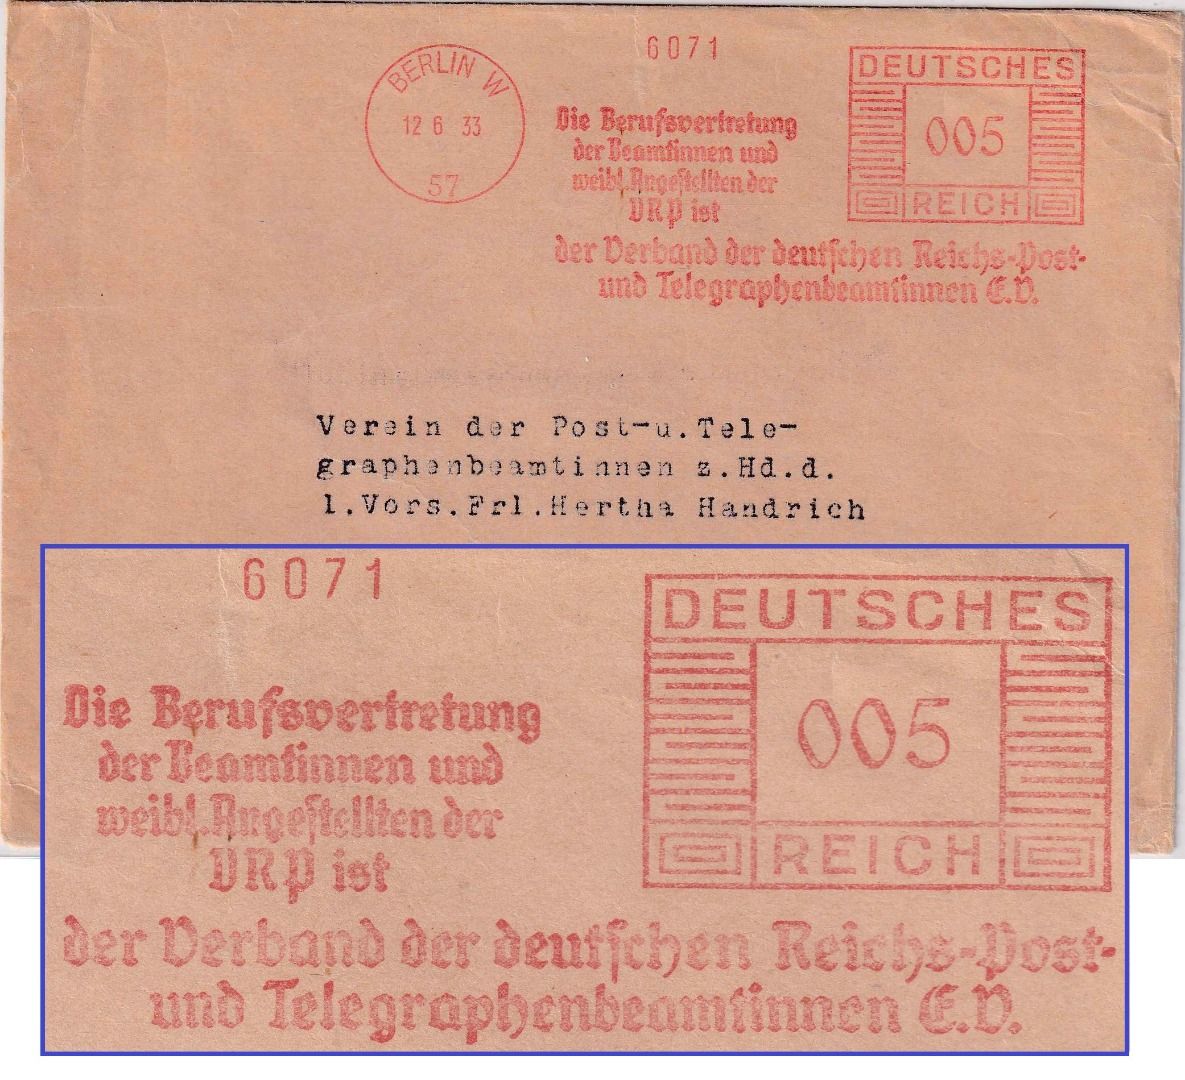 6071
BERLIN W
12 6 33
57
DEUTSCHES
005
REICH
Die Berufsvertretung
der Beamtinnen und
weibl. Angestellten der
DRP ist
der Verband der deutschen Reichs-Post-
und Telegraphenbeamtinnen E.V.
Verein der Post-u.Tele-
graphenbeamtinnen z.Hd.d.
1.Vors.Frl.Hertha Handrich
6071
DEUTSCHES
005
REICH
Die Berufsvertretung
der Beamtinnen und
weibl. Angestellten der
DRP ist
der Verband der deutschen Reichs-Post-
und Telegraphenbeamtinnen E.V.